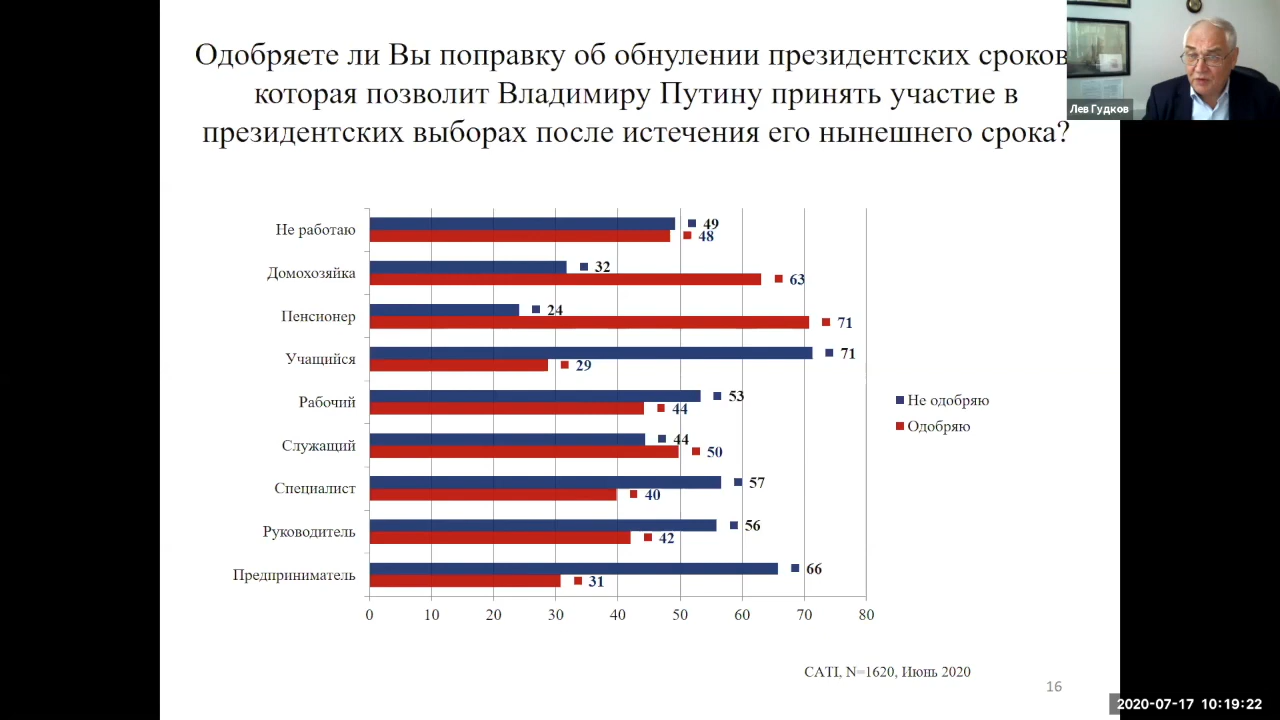 Одобряете ли Вы поправку об обнулении президентских сроков
которая позволит Владимиру Путину принять участие в
президентских выборах после истечения его нынешнего срока?
Лев Гудков
Не работаю
49
48
Домохозяйка
32
63
Пенсионер
24
71
Учащийся
71
29
Рабочий
53
44
Служащий
44
50
Специалист
57
40
Руководитель
56
42
Предприниматель
66
31
0 10 20 30 40 50 60 70 80
Не одобряю
Одобряю
CATI, N=1620, Июнь 2020
16
2020-07-17 10:19:22